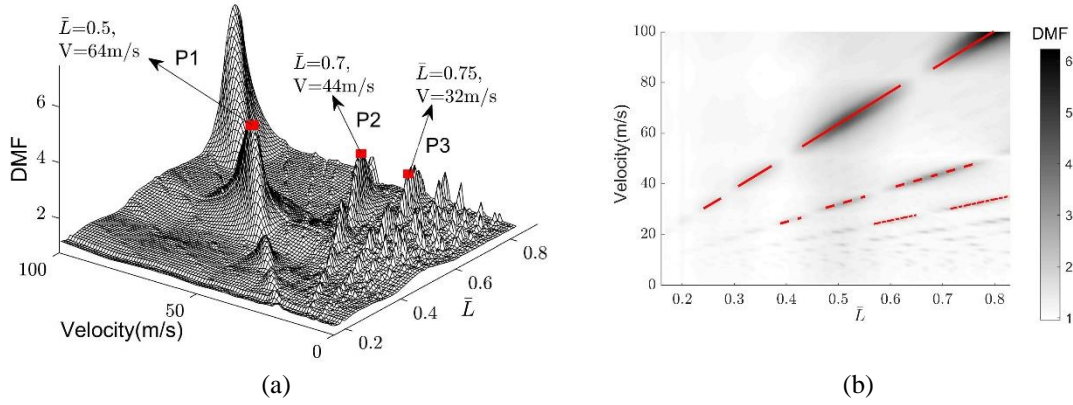 L̄=0.5,
V=64m/s
P1
L̄=0.7,
V=44m/s
P2
L̄=0.75,
V=32m/s
P3
DMF
6
4
2
100
50
0
Velocity(m/s)
0.2
0.4
0.6
0.8
L̄
(a)
Velocity(m/s)
100
80
60
40
20
0
0.2
0.3
0.4
0.5
0.6
0.7
0.8
L̄
DMF
6
5
4
3
2
1
(b)